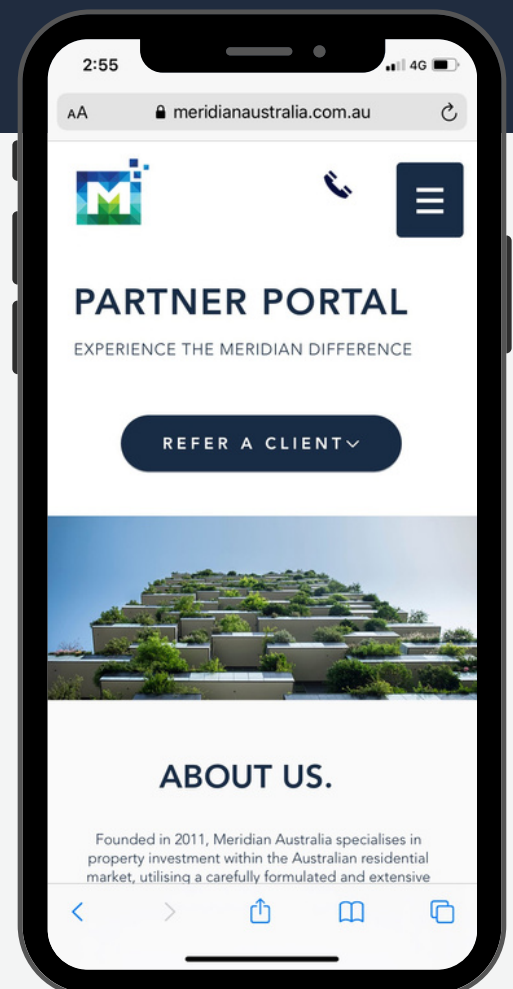 2:55
4G
AA
meridianaustralia.com.au
M
PARTNER PORTAL
EXPERIENCE THE MERIDIAN DIFFERENCE
REFER A CLIENT
ABOUT US.
Founded in 2011, Meridian Australia specialises in
property investment within the Australian residential
market, utilising a carefully formulated and extensive